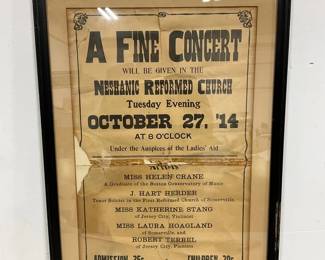 A FINE CONCERT
WILL BE GIVEN IN THE
NESHANIC REFORMED CHURCH
Tuesday Evening
OCTOBER 27, '14
AT 8 O'CLOCK
Under the Auspices of the Ladies' Aid
MISS HELEN CRANE
A Graduate of the Boston Conservatory of Music
J. HART HERDER
Tenor Soloist in the First Reformed Church of Somerville
MISS KATHERINE STANG
of Jersey City, Violinist
MISS LAURA HOAGLAND
of Somerville, and
ROBERT TERREL
of Jersey City, Pianists
ADMISSION 25c CHILDREN 20c